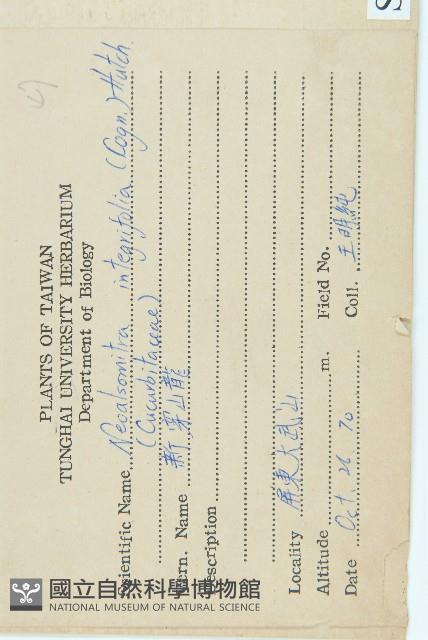 PLANTS OF TAIWAN
TUNGHAI UNIVERSITY HERBARIUM
Department of Biology
Scientific Name Neoalsomitra integrifolia (Cogn.) Hutch
(Cucurbitaceae)
Vern. Name 新穿山龍
Description
Locality 屏東大武山
Altitude m. Field No.
Date Oct. 26 70 Coll. 王明純
國立自然科學博物館
NATIONAL MUSEUM OF NATURAL SCIENCE
S